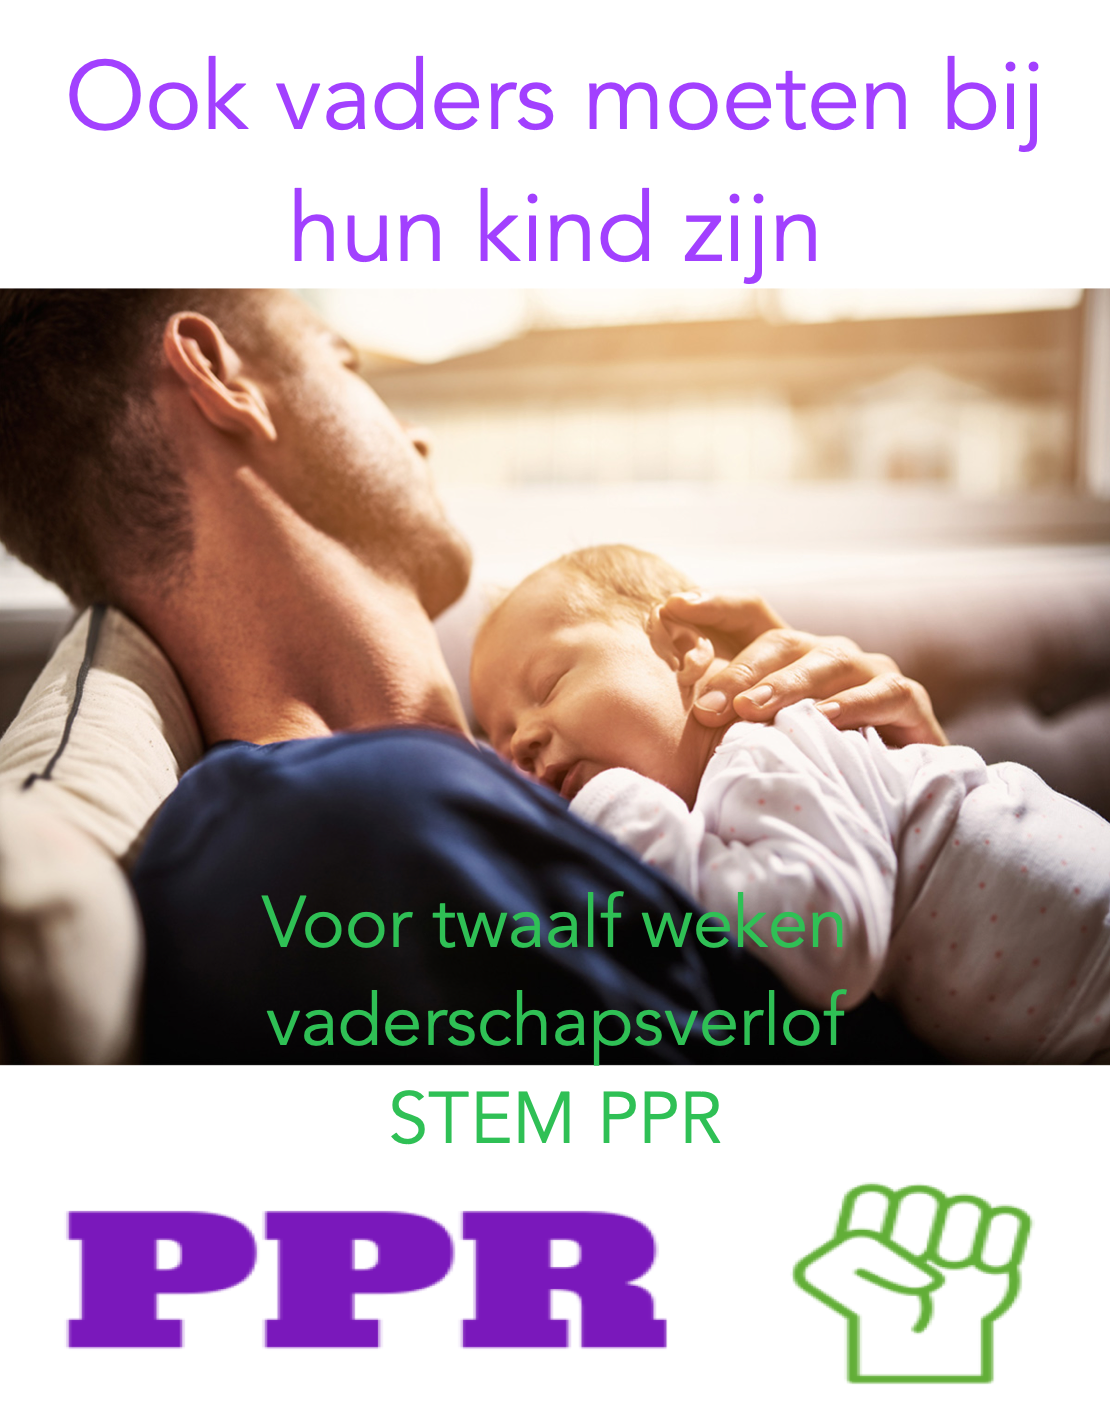 Ook vaders moeten bij
hun kind zijn
Voor twaalf weken
vaderschapsverlof
STEM PPR
PPR